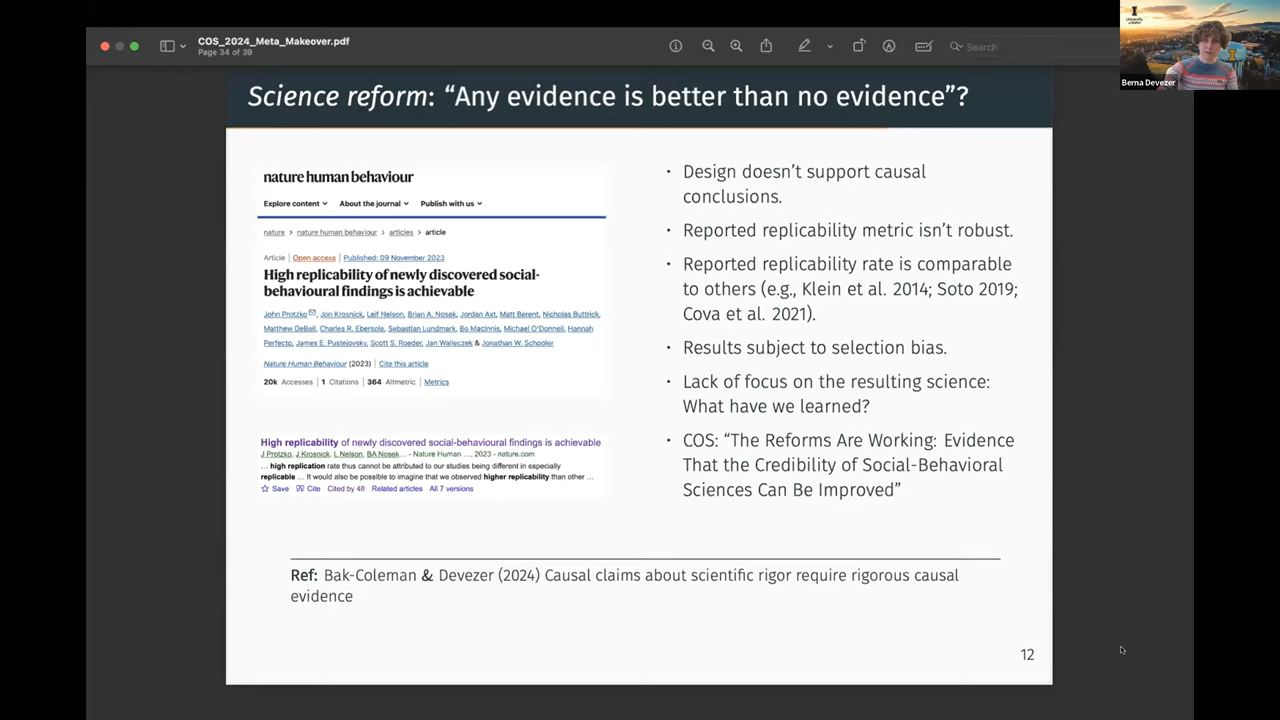 COS_2024_Meta_Makeover.pdf
Page 34 of 39
Search
University of Idaho
Berna Devezer
Science reform: “Any evidence is better than no evidence”?
nature human behaviour
Explore content
About the journal
Publish with us
nature > nature human behaviour > articles > article
Article | Open access | Published: 09 November 2023
High replicability of newly discovered social-
behavioural findings is achievable
John Protzko, Jon Krosnick, Leif Nelson, Brian A. Nosek, Jordan Axt, Matt Berent, Nicholas Buttrick,
Matthew DeBell, Charles R. Ebersole, Sebastian Lundmark, Bo MacInnis, Michael O'Donnell, Hannah
Perfecto, James E. Pustejovsky, Scott S. Roeder, Jan Walleczek & Jonathan W. Schooler
Nature Human Behaviour (2023) | Cite this article
20k Accesses | 1 Citations | 364 Altmetric | Metrics
High replicability of newly discovered social-behavioural findings is achievable
J Protzko, J Krosnick, L Nelson, BA Nosek... - Nature Human ..., 2023 - nature.com
... high replication rate thus cannot be attributed to our studies being different in especially
replicable ... It would also be possible to imagine that we observed higher replicability than other ...
Save Cite Cited by 48 Related articles All 7 versions
• Design doesn’t support causal
conclusions.
• Reported replicability metric isn’t robust.
• Reported replicability rate is comparable
to others (e.g., Klein et al. 2014; Soto 2019;
Cova et al. 2021).
• Results subject to selection bias.
• Lack of focus on the resulting science:
What have we learned?
• COS: “The Reforms Are Working: Evidence
That the Credibility of Social-Behavioral
Sciences Can Be Improved”
Ref: Bak-Coleman & Devezer (2024) Causal claims about scientific rigor require rigorous causal
evidence
12